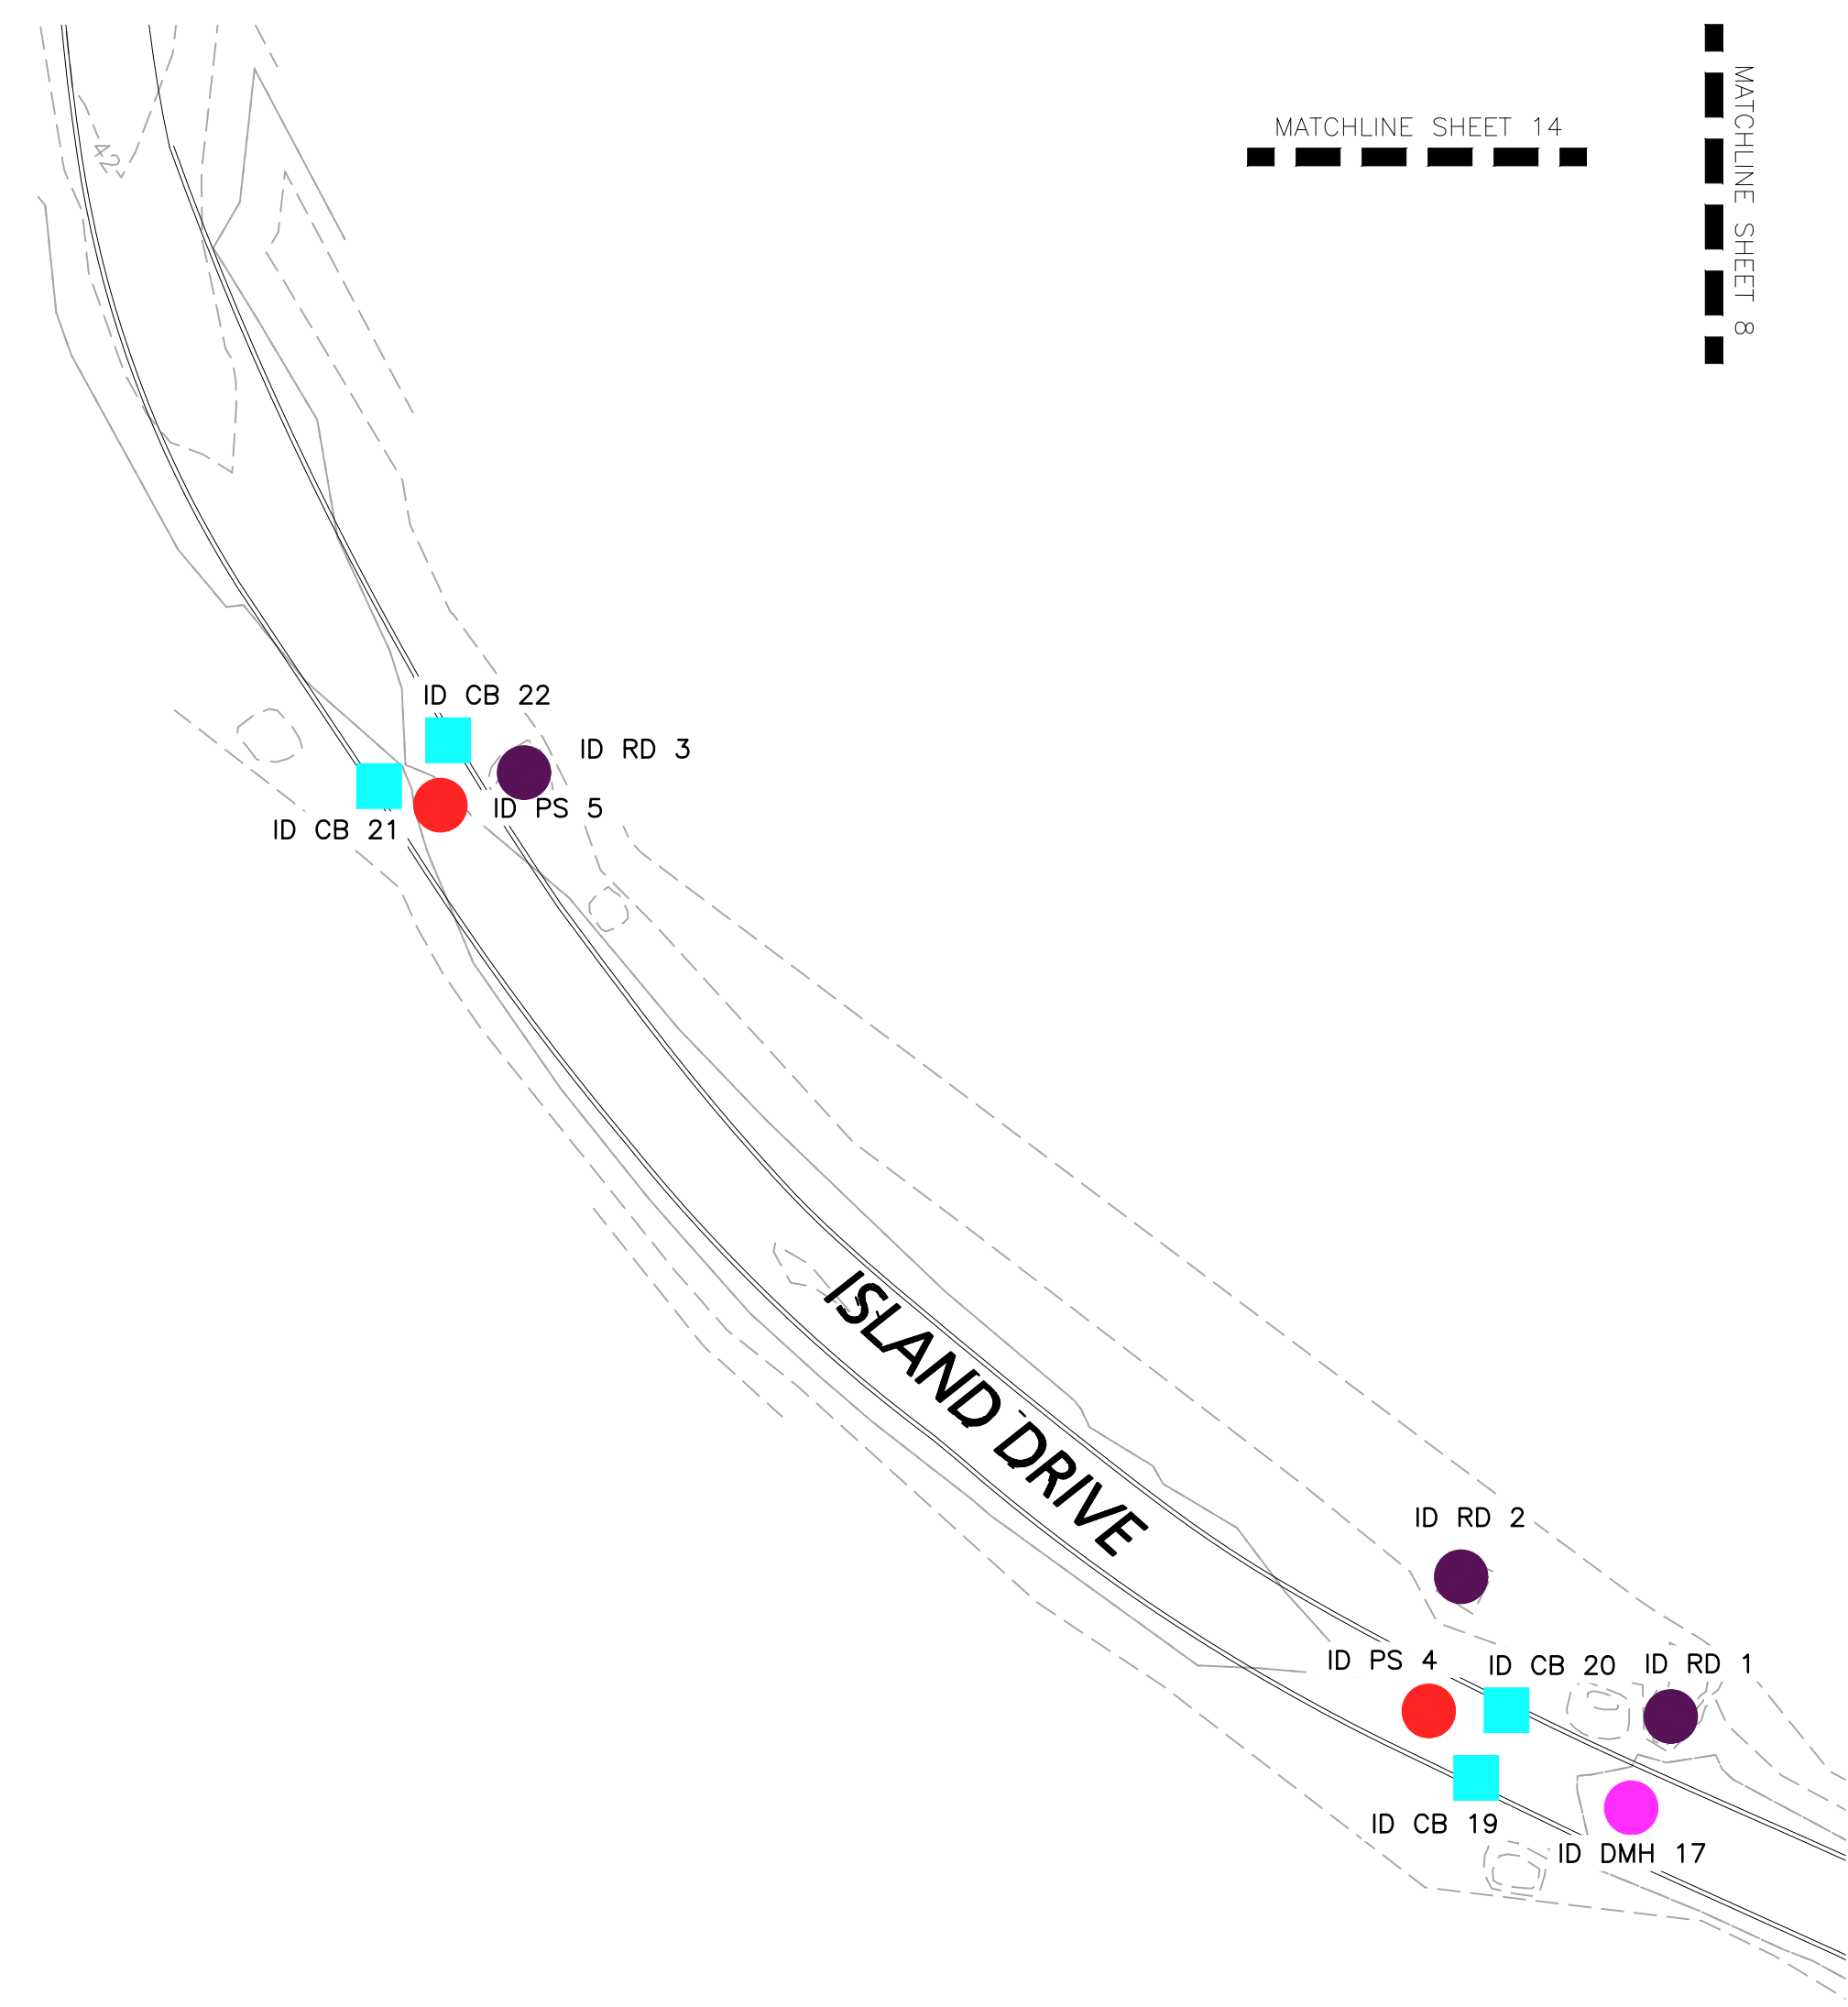 MATCHLINE SHEET 14
MATCHLINE SHEET 8
42
ID CB 22
ID RD 3
ID PS 5
ID CB 21
ISLAND DRIVE
ID RD 2
ID PS 4
ID CB 20
ID RD 1
ID CB 19
ID DMH 17